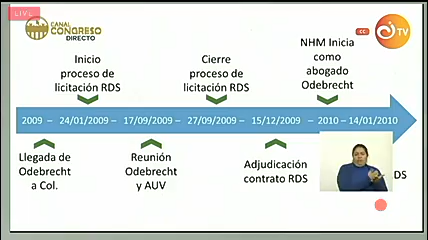 LIVE
CANAL
CONGRESO
DIRECTO
CC
TV
Inicio
proceso de
licitación RDS
Cierre
proceso de
licitación RDS
NHM Inicia
como
abogado
Odebrecht
2009 – 24/01/2009 – 17/09/2009 – 27/09/2009 – 15/12/2009 – 2010 – 14/01/2010
Llegada de
Odebrecht
a Col.
Reunión
Odebrecht
y AUV
Adjudicación
contrato RDS
DS